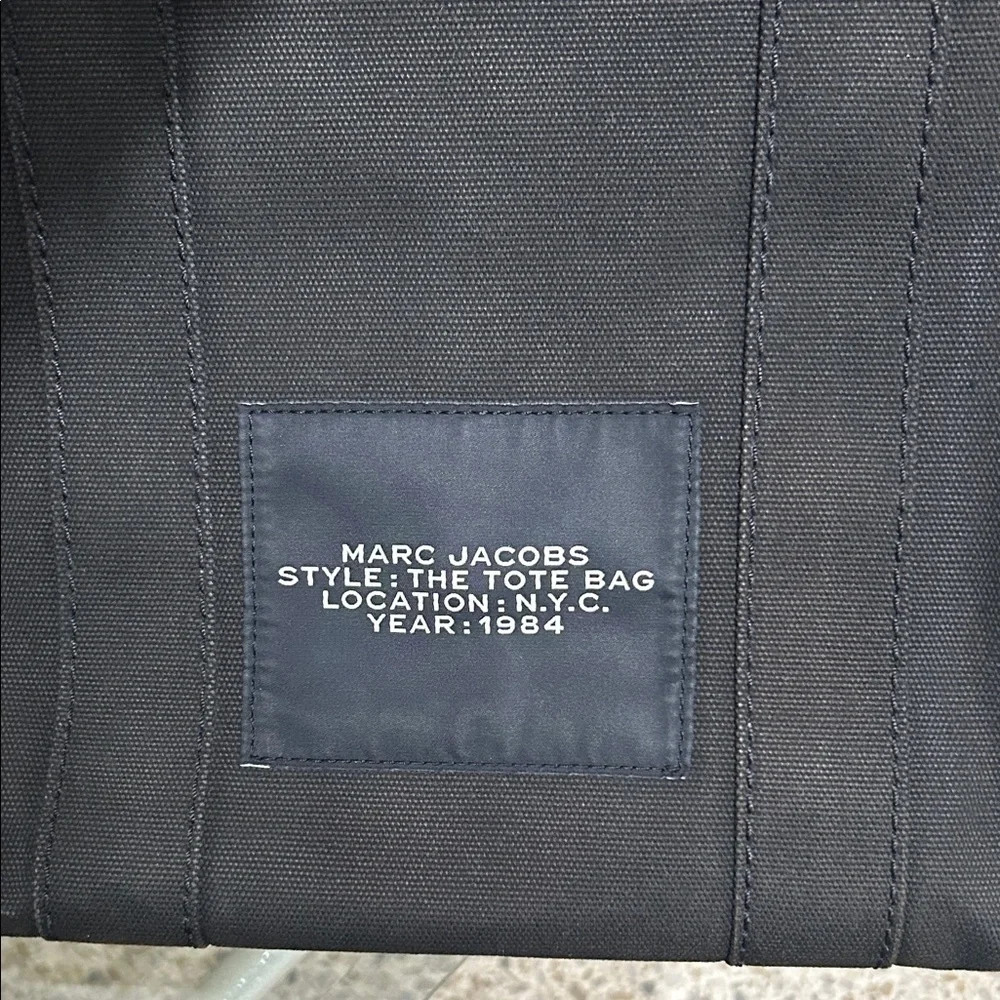 MARC JACOBS
STYLE: THE TOTE BAG
LOCATION: N.Y.C.
YEAR:1984